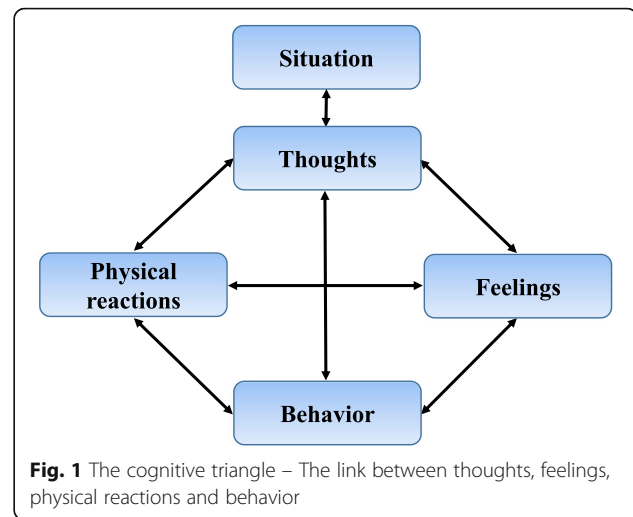 Situation
Thoughts
Physical
reactions
Feelings
Behavior
Fig. 1 The cognitive triangle – The link between thoughts, feelings,
physical reactions and behavior